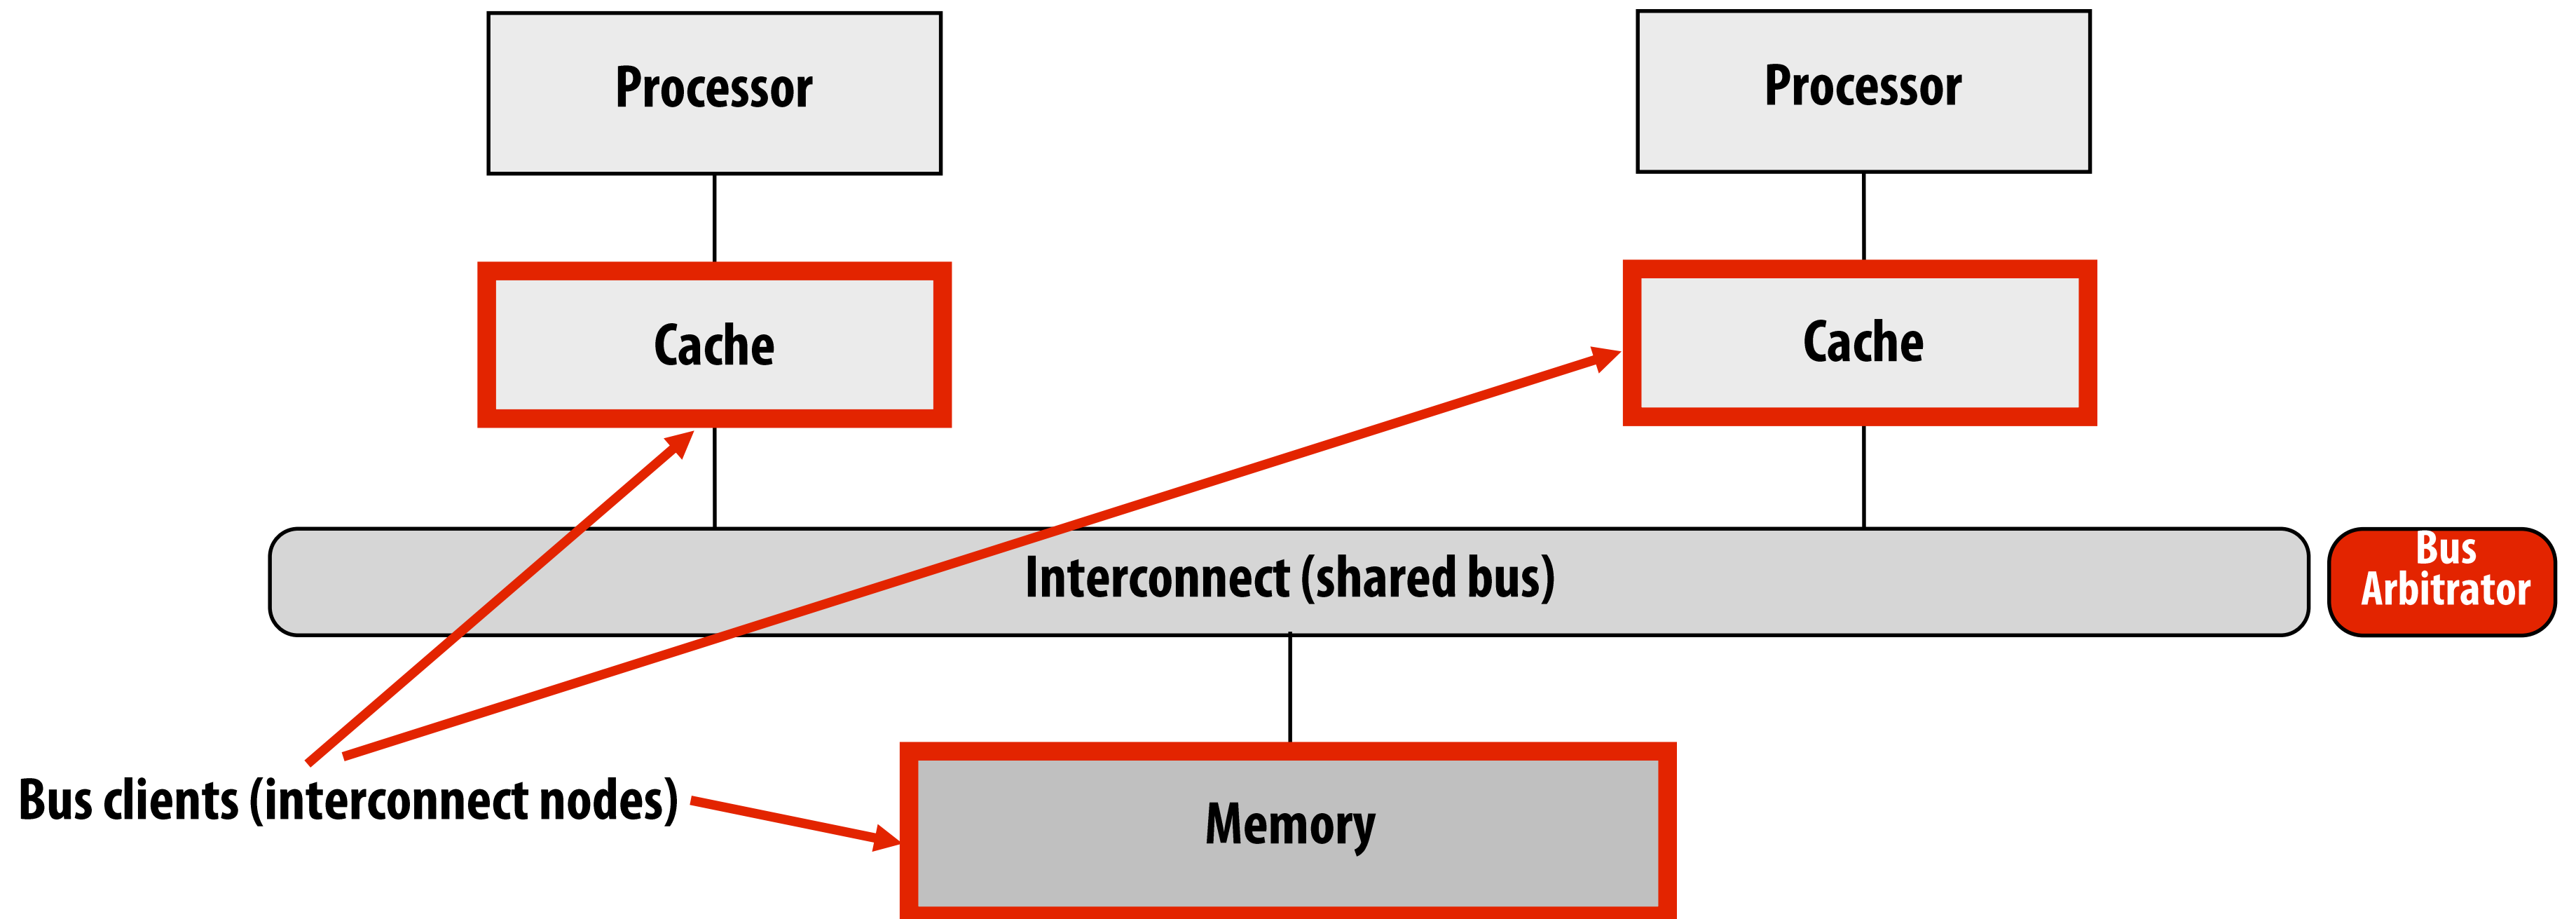 Processor
Processor
Cache
Cache
Interconnect (shared bus)
Bus
Arbitrator
Bus clients (interconnect nodes)
Memory